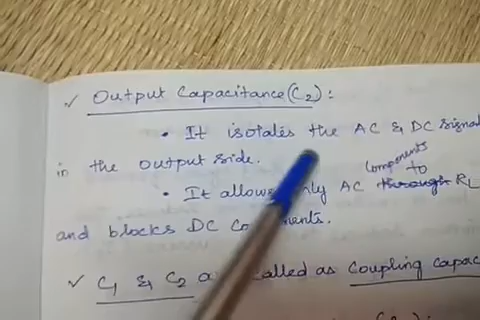 ✓ Output Capacitance (C₂) :
• It isolates the AC & DC signal
in the output side.
components
• It allows only AC through to RL
and blocks DC components.
✓ C₁ & C₂ are called as Coupling Capac